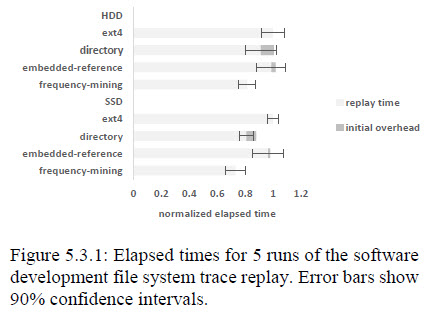 HDD
ext4
directory
embedded-reference
frequency-mining
SSD
ext4
directory
embedded-reference
frequency-mining
replay time
initial overhead
0 0.2 0.4 0.6 0.8 1 1.2
normalized elapsed time
Figure 5.3.1: Elapsed times for 5 runs of the software
development file system trace replay. Error bars show
90% confidence intervals.